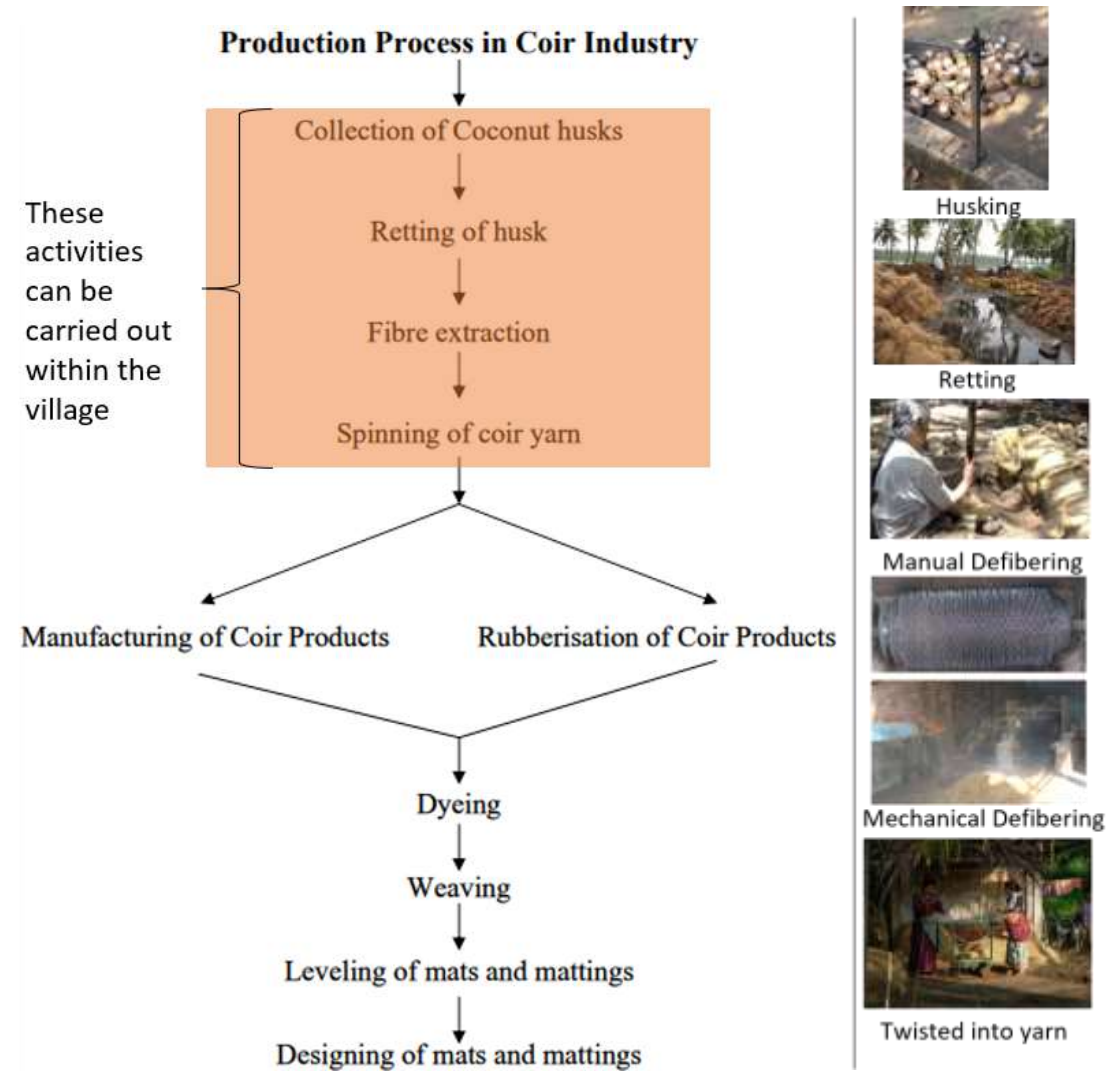 Production Process in Coir Industry
Collection of Coconut husks
Retting of husk
Fibre extraction
Spinning of coir yarn
These
activities
can be
carried out
within the
village
Manufacturing of Coir Products
Rubberisation of Coir Products
Dyeing
Weaving
Leveling of mats and mattings
Designing of mats and mattings
Husking
Retting
Manual Defibering
Mechanical Defibering
Twisted into yarn